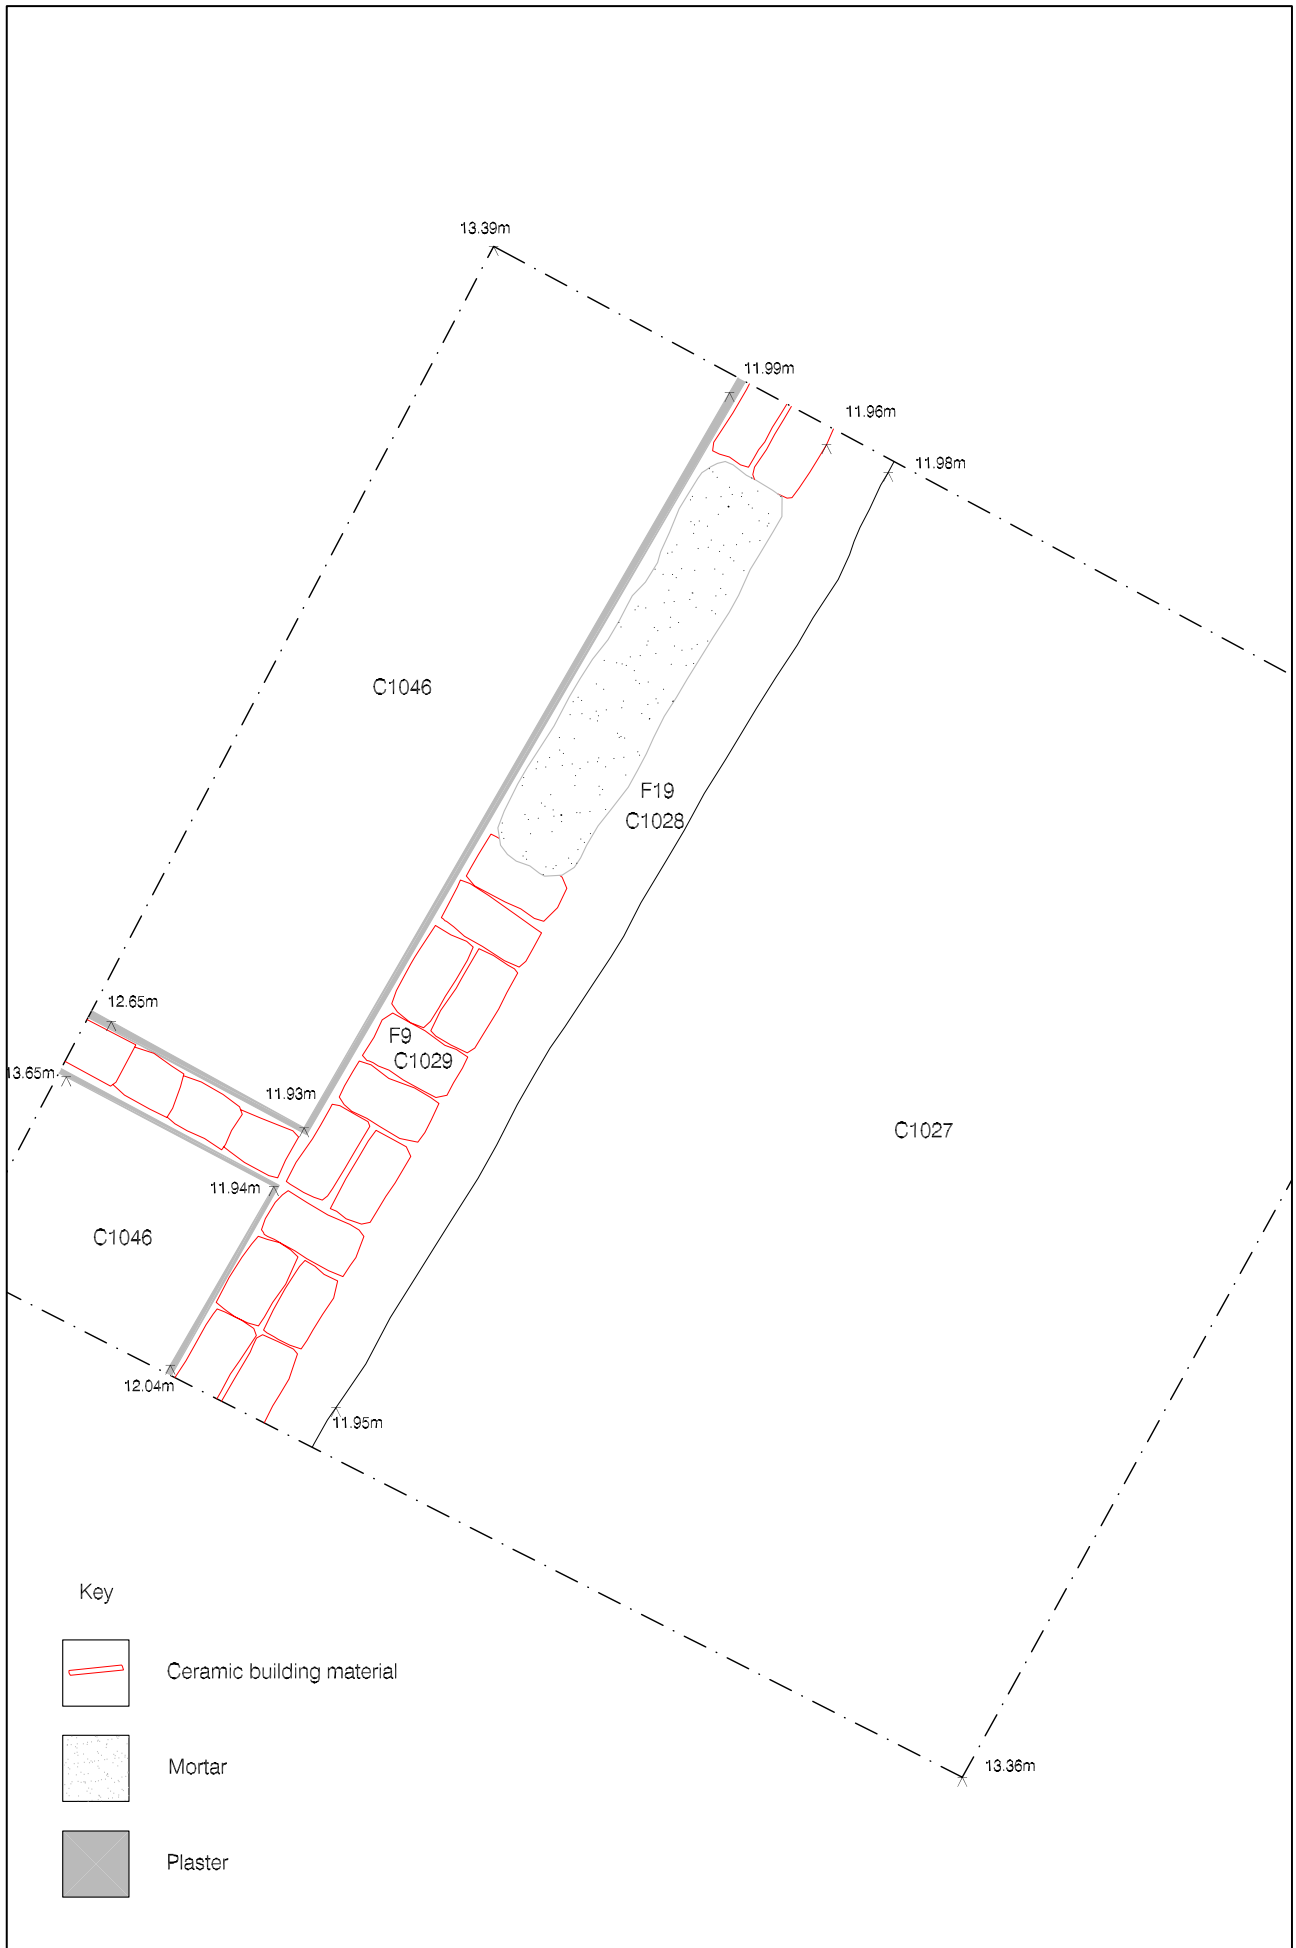 13.39m
11.99m
11.96m
11.98m
C1046
F19
C1028
12.65m
F9
C1029
13.65m
11.93m
C1027
11.94m
C1046
12.04m
11.95m
Key
Ceramic building material
Mortar
13.36m
Plaster